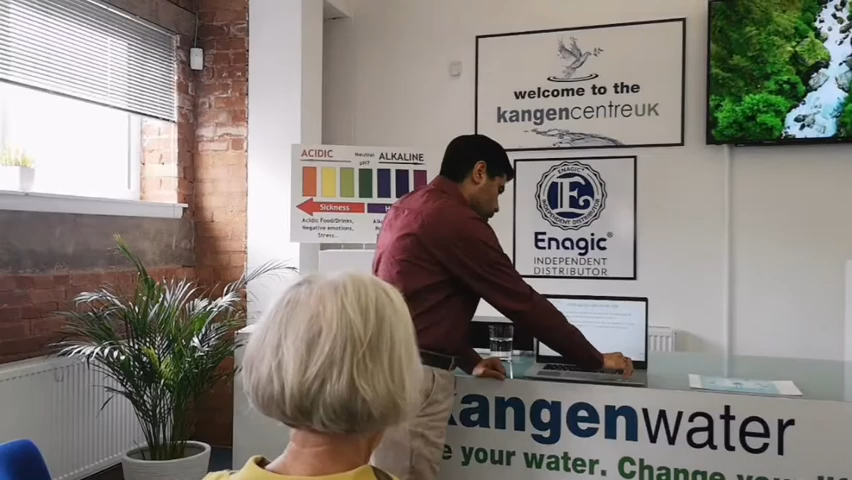 welcome to the
kangencentreUK
ACIDIC
Neutral
pH7
ALKALINE
Sickness
Acidic Food/Drinks,
Negative emotions,
Stress...
ENAGIC®
INDEPENDENT DISTRIBUTOR
E
Enagic®
INDEPENDENT
DISTRIBUTOR
kangenwater
your water. Change your